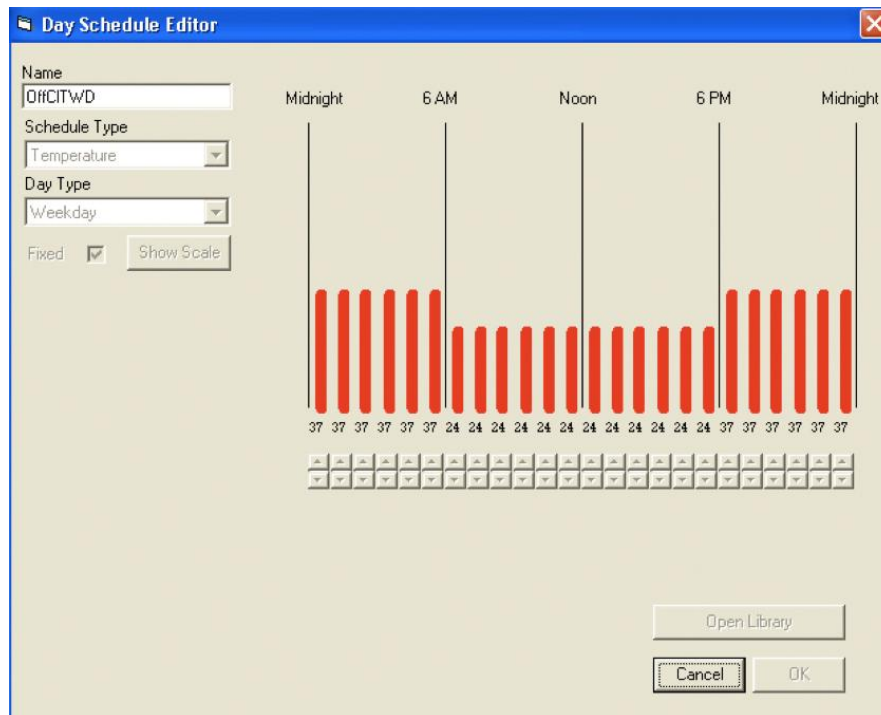 Day Schedule Editor
Name
OffClTWD
Schedule Type
Temperature
Day Type
Weekday
Fixed
Show Scale
Midnight 6 AM Noon 6 PM Midnight
37 37 37 37 37 37 24 24 24 24 24 24 24 24 24 24 24 24 37 37 37 37 37 37
Open Library
Cancel OK